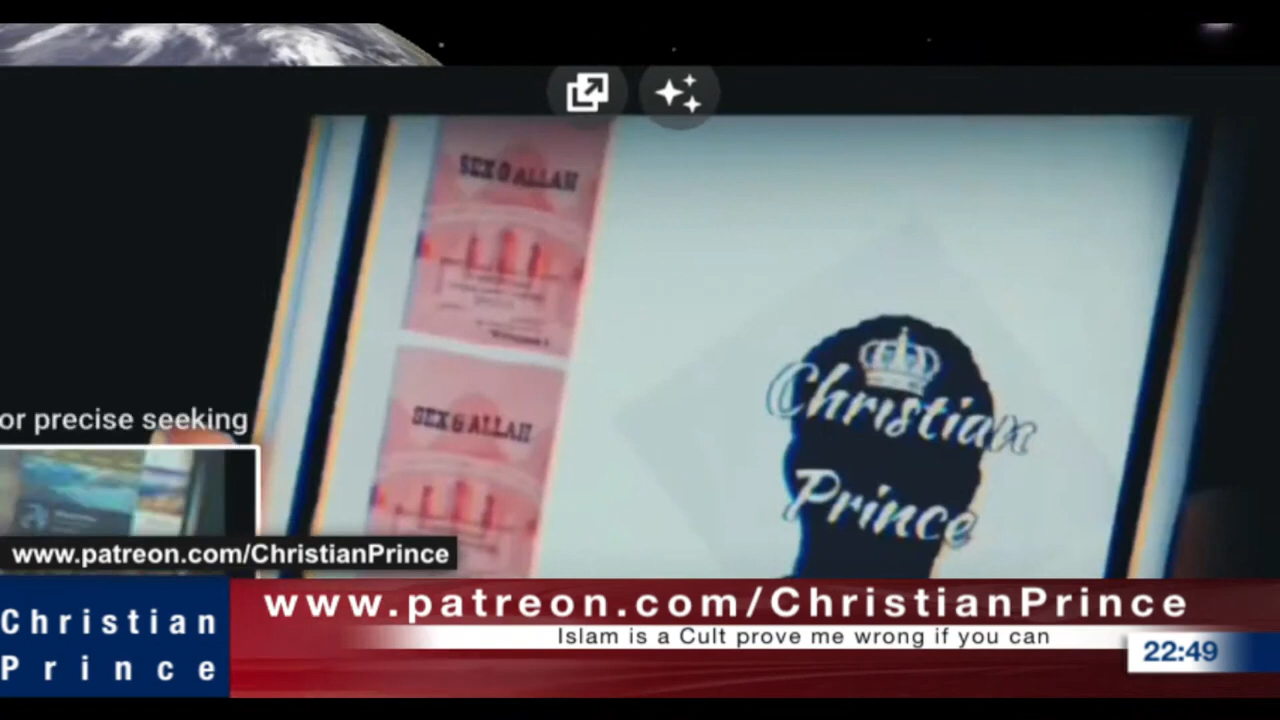 SEX & ALLAH
SEX & ALLAH
Christian
Prince
or precise seeking
www.patreon.com/ChristianPrince
Christian
Prince
www.patreon.com/ChristianPrince
Islam is a Cult prove me wrong if you can
22:49